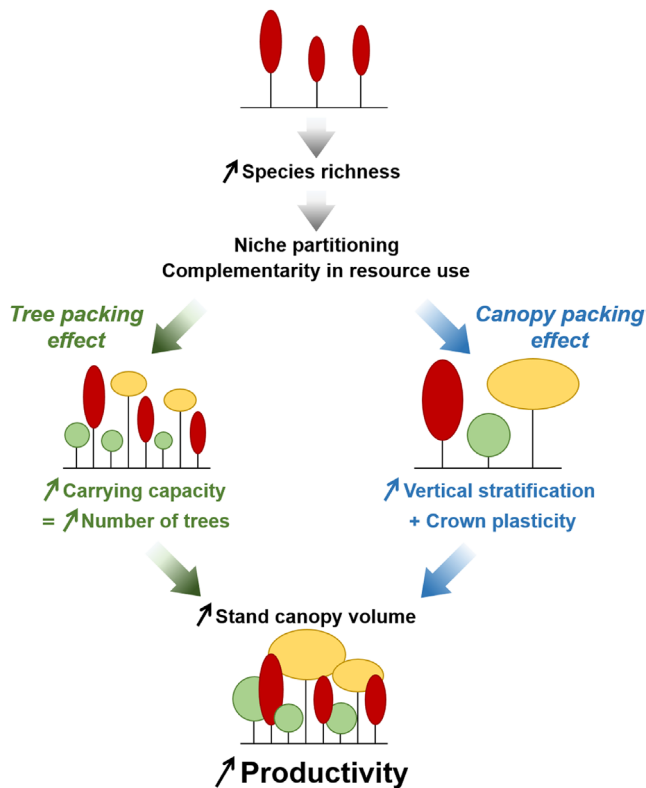 ↗ Species richness
Niche partitioning
Complementarity in resource use
Tree packing
effect
↗ Carrying capacity
= ↗ Number of trees
Canopy packing
effect
↗ Vertical stratification
+ Crown plasticity
↗ Stand canopy volume
↗ Productivity